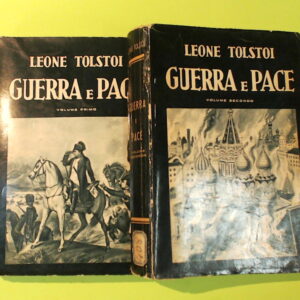 LEONE TOLSTOI
GUERRA E PACE
VOLUME PRIMO
GUERRA
E
PACE
LEONE TOLSTOI
GUERRA E PACE
VOLUME SECONDO